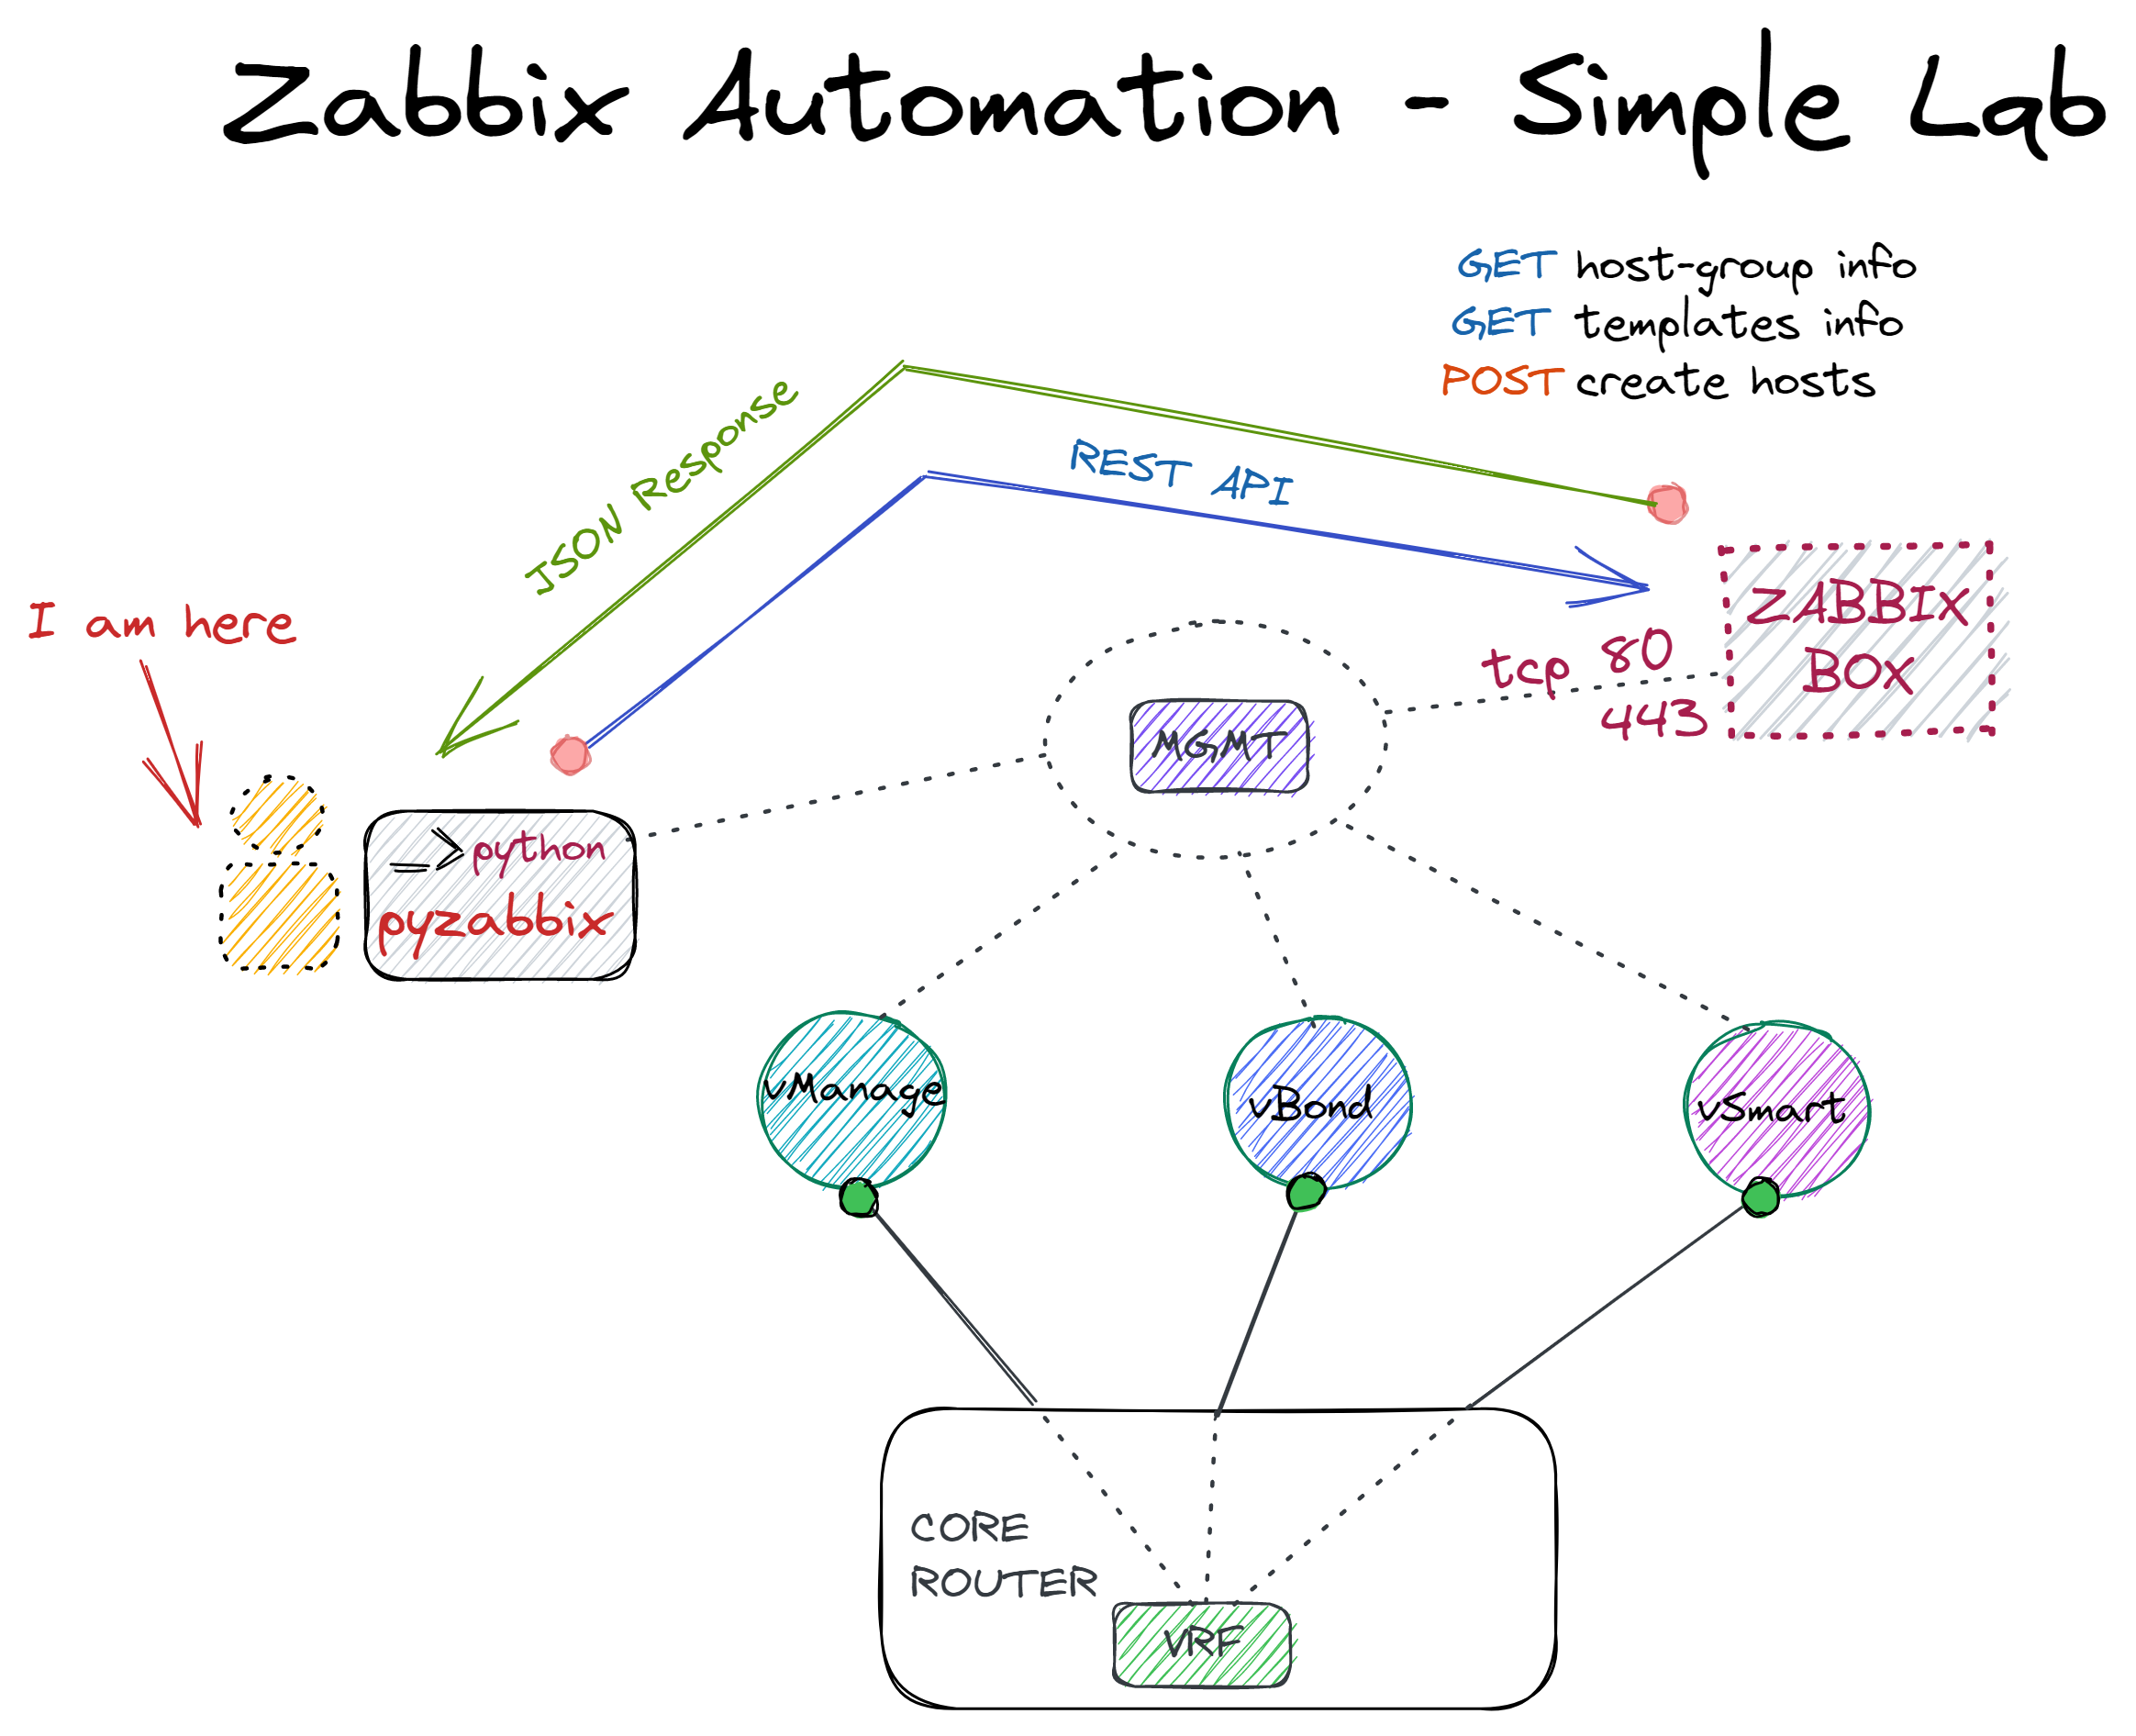 Zabbix Automation - Simple Lab
GET host-group info
GET templates info
POST create hosts
JSON Response
REST API
I am here
ZABBIX
BOX
tcp 80
443
MGMT
python
pyzabbix
vManage
vBond
vSmart
CORE
ROUTER
VRF